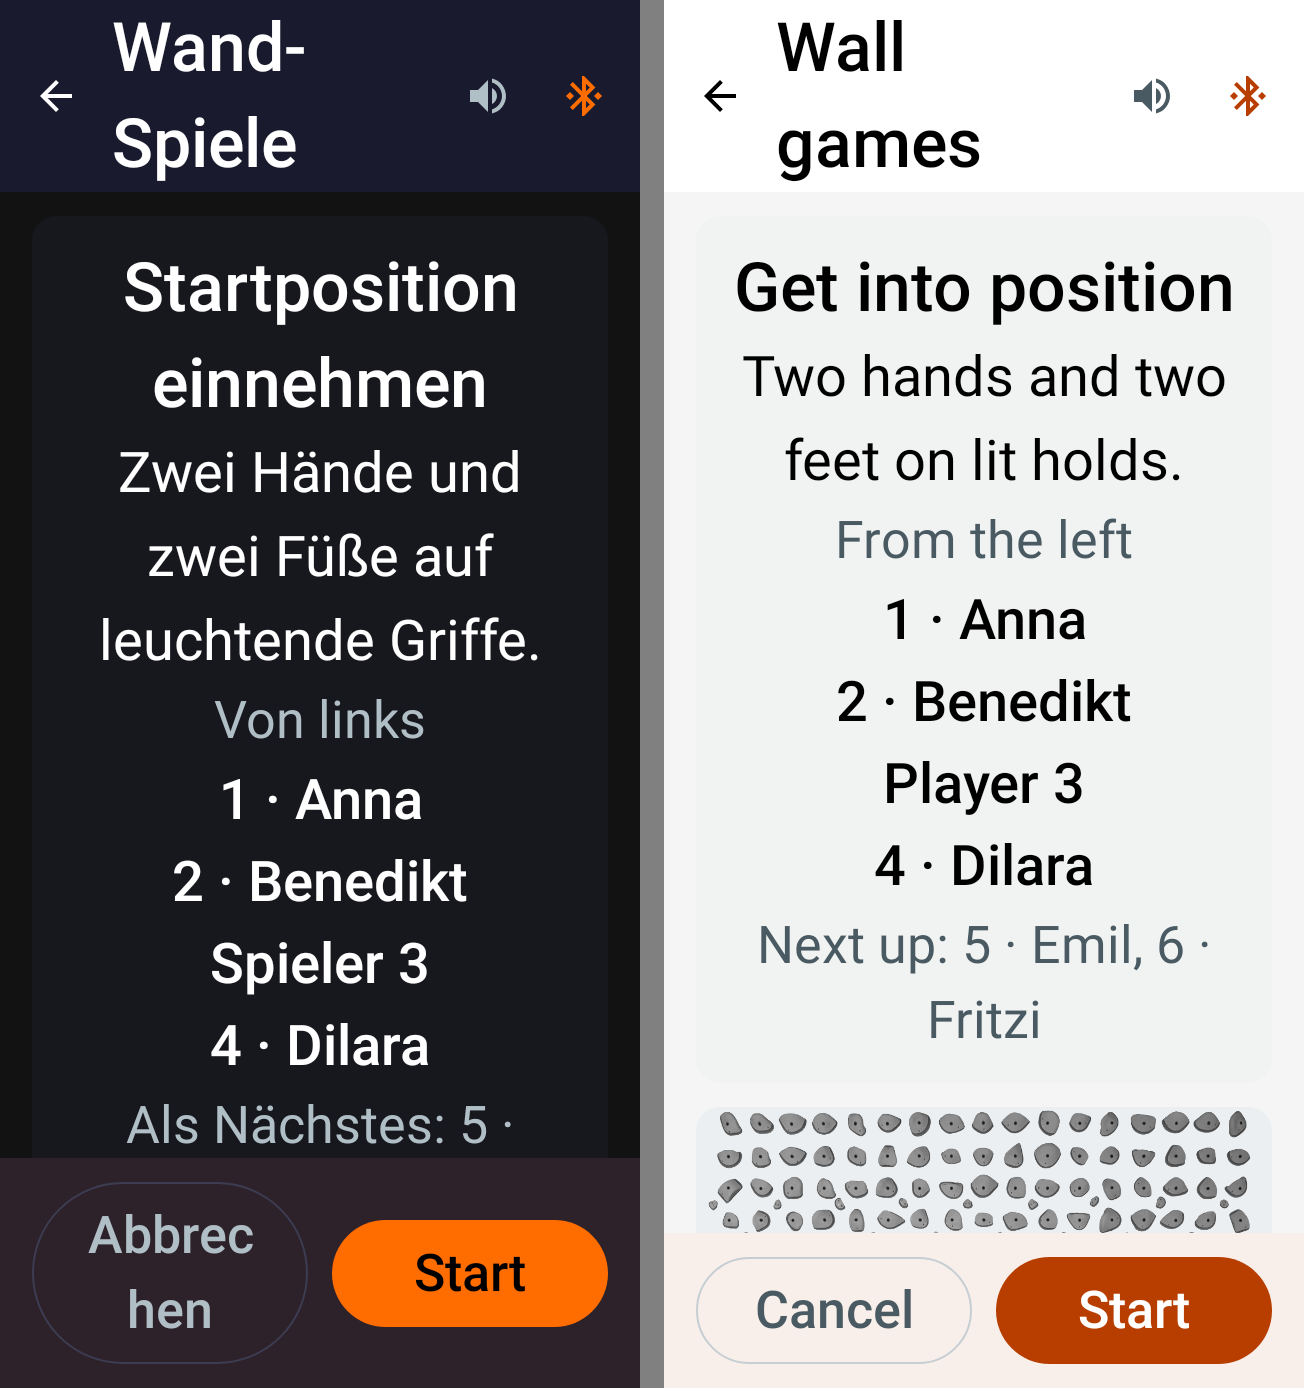 Wand-
Spiele
Startposition
einnehmen
Zwei Hände und
zwei Füße auf
leuchtende Griffe.
Von links
1 · Anna
2 · Benedikt
Spieler 3
4 · Dilara
Als Nächstes: 5 ·
Abbrec
hen
Start
Wall
games
Get into position
Two hands and two
feet on lit holds.
From the left
1 · Anna
2 · Benedikt
Player 3
4 · Dilara
Next up: 5 · Emil, 6 ·
Fritzi
Cancel
Start